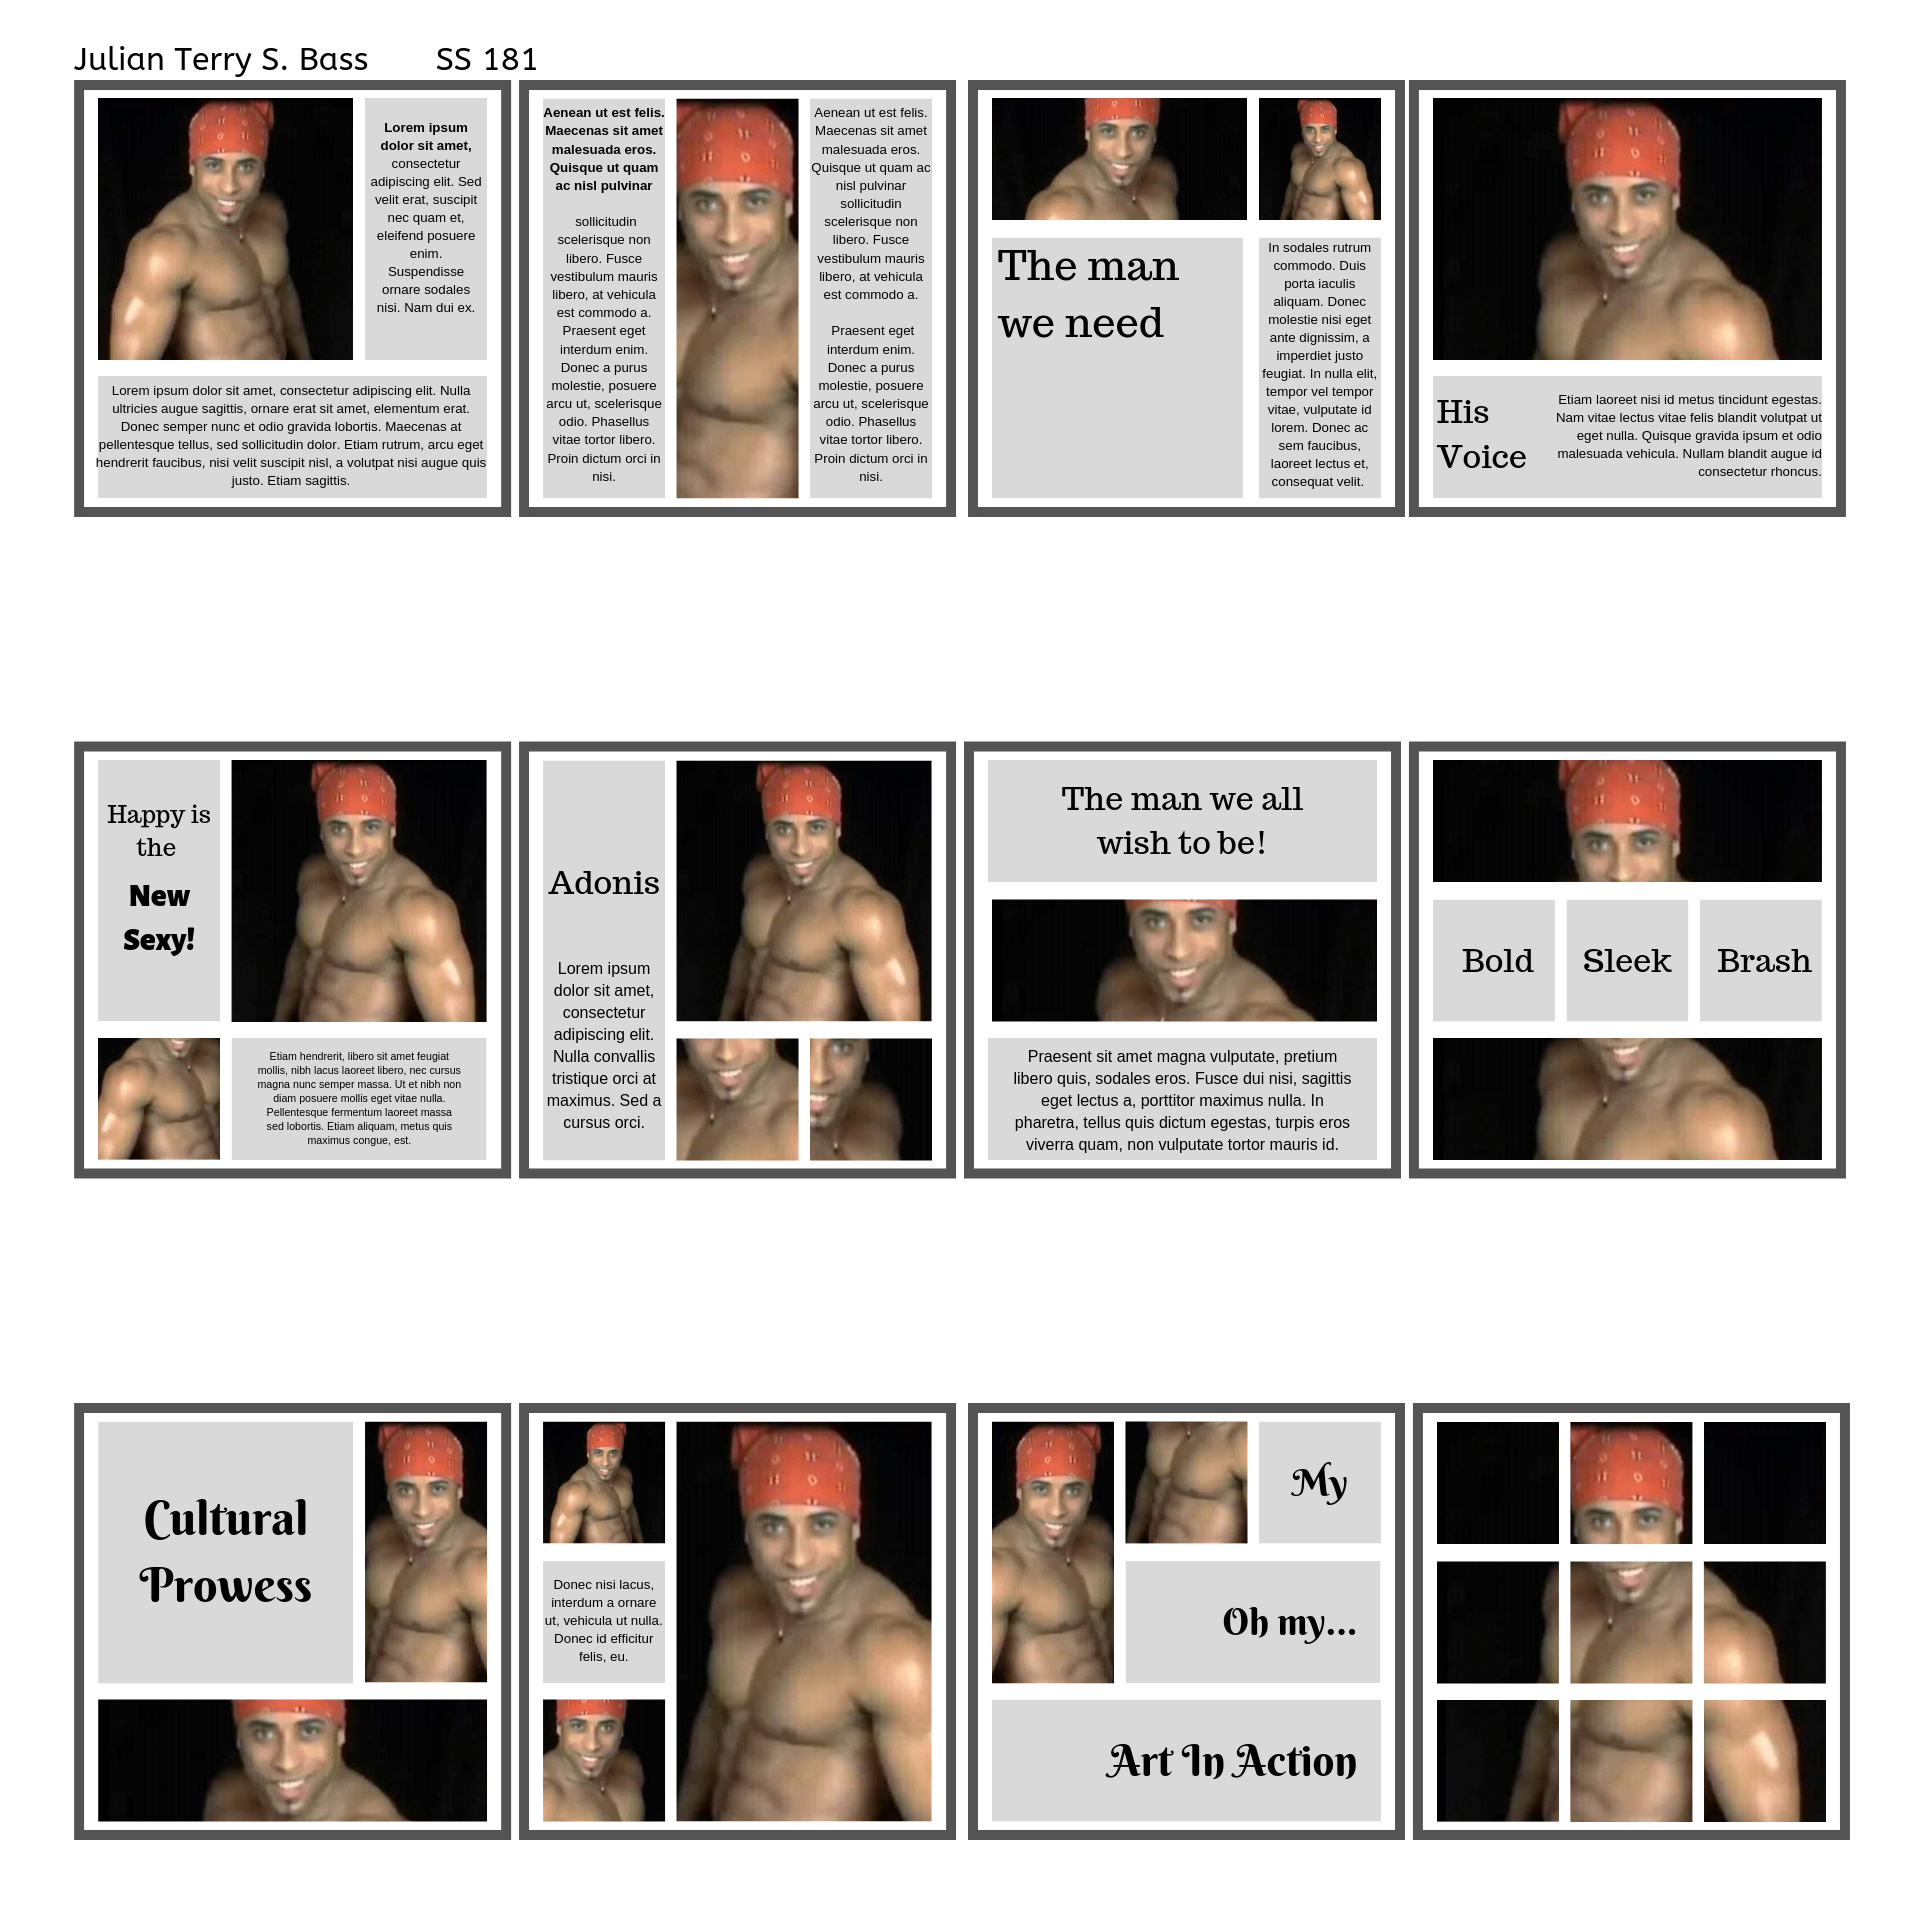 Julian Terry S. Bass SS 181
Lorem ipsum
dolor sit amet,
consectetur
adipiscing elit. Sed
velit erat, suscipit
nec quam et,
eleifend posuere
enim.
Suspendisse
ornare sodales
nisi. Nam dui ex.
Lorem ipsum dolor sit amet, consectetur adipiscing elit. Nulla
ultricies augue sagittis, ornare erat sit amet, elementum erat.
Donec semper nunc et odio gravida lobortis. Maecenas at
pellentesque tellus, sed sollicitudin dolor. Etiam rutrum, arcu eget
hendrerit faucibus, nisi velit suscipit nisl, a volutpat nisi augue quis
justo. Etiam sagittis.
Aenean ut est felis.
Maecenas sit amet
malesuada eros.
Quisque ut quam
ac nisl pulvinar
sollicitudin
scelerisque non
libero. Fusce
vestibulum mauris
libero, at vehicula
est commodo a.
Praesent eget
interdum enim.
Donec a purus
molestie, posuere
arcu ut, scelerisque
odio. Phasellus
vitae tortor libero.
Proin dictum orci in
nisi.
Aenean ut est felis.
Maecenas sit amet
malesuada eros.
Quisque ut quam ac
nisl pulvinar
sollicitudin
scelerisque non
libero. Fusce
vestibulum mauris
libero, at vehicula
est commodo a.
Praesent eget
interdum enim.
Donec a purus
molestie, posuere
arcu ut, scelerisque
odio. Phasellus
vitae tortor libero.
Proin dictum orci in
nisi.
The man
we need
In sodales rutrum
commodo. Duis
porta iaculis
aliquam. Donec
molestie nisi eget
ante dignissim, a
imperdiet justo
feugiat. In nulla elit,
tempor vel tempor
vitae, vulputate id
lorem. Donec ac
sem faucibus,
laoreet lectus et,
consequat velit.
His
Voice
Etiam laoreet nisi id metus tincidunt egestas.
Nam vitae lectus vitae felis blandit volutpat ut
eget nulla. Quisque gravida ipsum et odio
malesuada vehicula. Nullam blandit augue id
consectetur rhoncus.
Happy is
the
New
Sexy!
Etiam hendrerit, libero sit amet feugiat
mollis, nibh lacus laoreet libero, nec cursus
magna nunc semper massa. Ut et nibh non
diam posuere mollis eget vitae nulla.
Pellentesque fermentum laoreet massa
sed lobortis. Etiam aliquam, metus quis
maximus congue, est.
Adonis
Lorem ipsum
dolor sit amet,
consectetur
adipiscing elit.
Nulla convallis
tristique orci at
maximus. Sed a
cursus orci.
The man we all
wish to be!
Praesent sit amet magna vulputate, pretium
libero quis, sodales eros. Fusce dui nisi, sagittis
eget lectus a, porttitor maximus nulla. In
pharetra, tellus quis dictum egestas, turpis eros
viverra quam, non vulputate tortor mauris id.
Bold Sleek Brash
Cultural
Prowess
Donec nisi lacus,
interdum a ornare
ut, vehicula ut nulla.
Donec id efficitur
felis, eu.
My
Oh my...
Art In Action